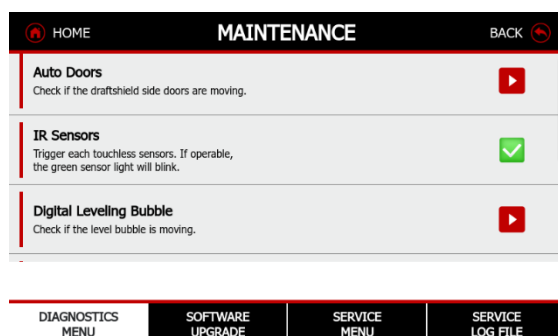 HOME MAINTENANCE BACK
Auto Doors
Check if the draftshield side doors are moving.
IR Sensors
Trigger each touchless sensors. If operable,
the green sensor light will blink.
Digital Leveling Bubble
Check if the level bubble is moving.
DIAGNOSTICS SOFTWARE SERVICE SERVICE
MENU UPGRADE MENU LOG FILE